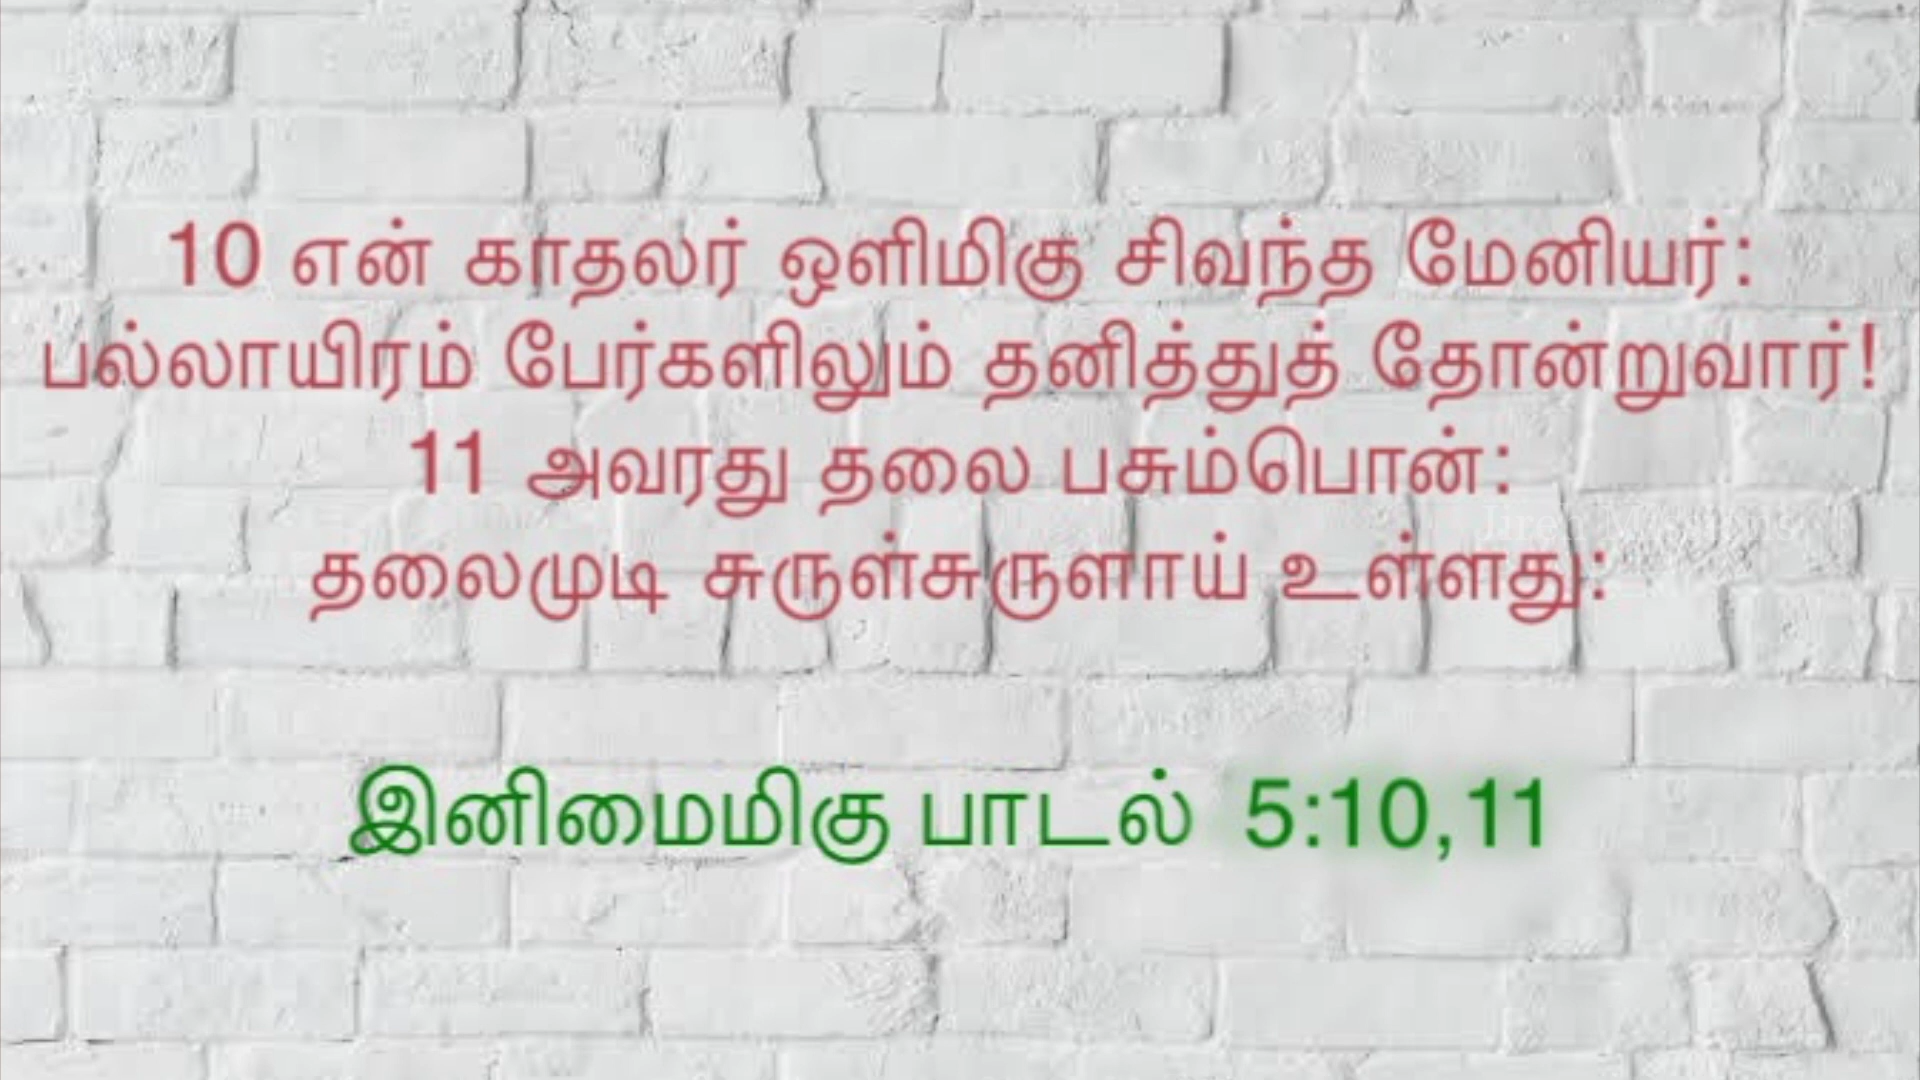 10 என் காதலர் ஒளிமிகு சிவந்த மேனியர்:
பல்லாயிரம் பேர்களிலும் தனித்துத் தோன்றுவார்!
11 அவரது தலை பசும்பொன்:
தலைமுடி சுருள்சுருளாய் உள்ளது:
இனிமைமிகு பாடல் 5:10,11